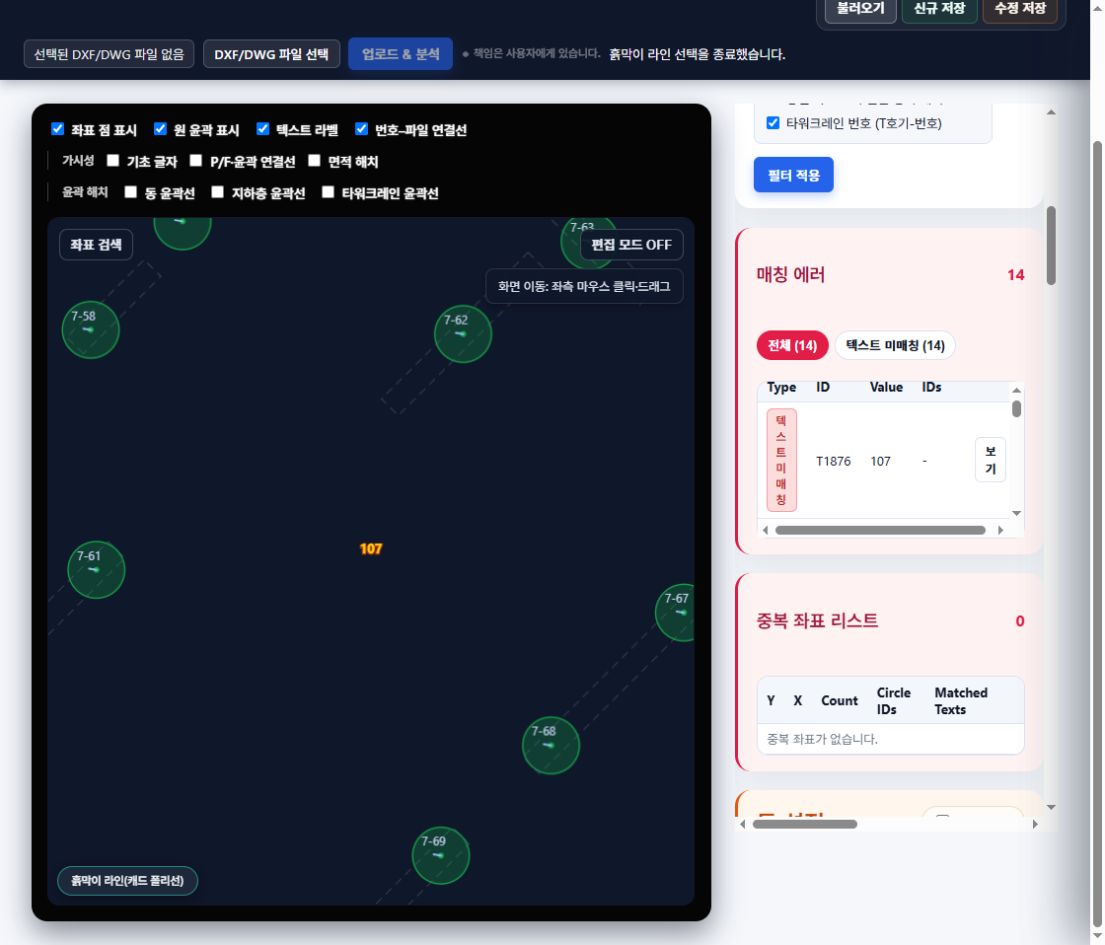 불러오기 신규 저장 수정 저장
선택된 DXF/DWG 파일 없음 DXF/DWG 파일 선택 업로드 & 분석 ● 책임은 사용자에게 있습니다. 흙막이 라인 선택을 종료했습니다.
좌표 점 표시 원 윤곽 표시 텍스트 라벨 번호–파일 연결선
가시성 기초 글자 P/F-윤곽 연결선 면적 해치
윤곽 해치 동 윤곽선 지하층 윤곽선 타워크레인 윤곽선
좌표 검색
7-63
편집 모드 OFF
화면 이동: 좌측 마우스 클릭·드래그
7-58
7-62
7-61
107
7-67
7-68
7-69
흙막이 라인(캐드 폴리선)
타워크레인 번호 (T호기-번호)
필터 적용
매칭 에러 14
전체 (14) 텍스트 미매칭 (14)
Type ID Value IDs
텍스트미매칭 T1876 107 - 보기
중복 좌표 리스트 0
Y X Count Circle IDs Matched Texts
중복 좌표가 없습니다.